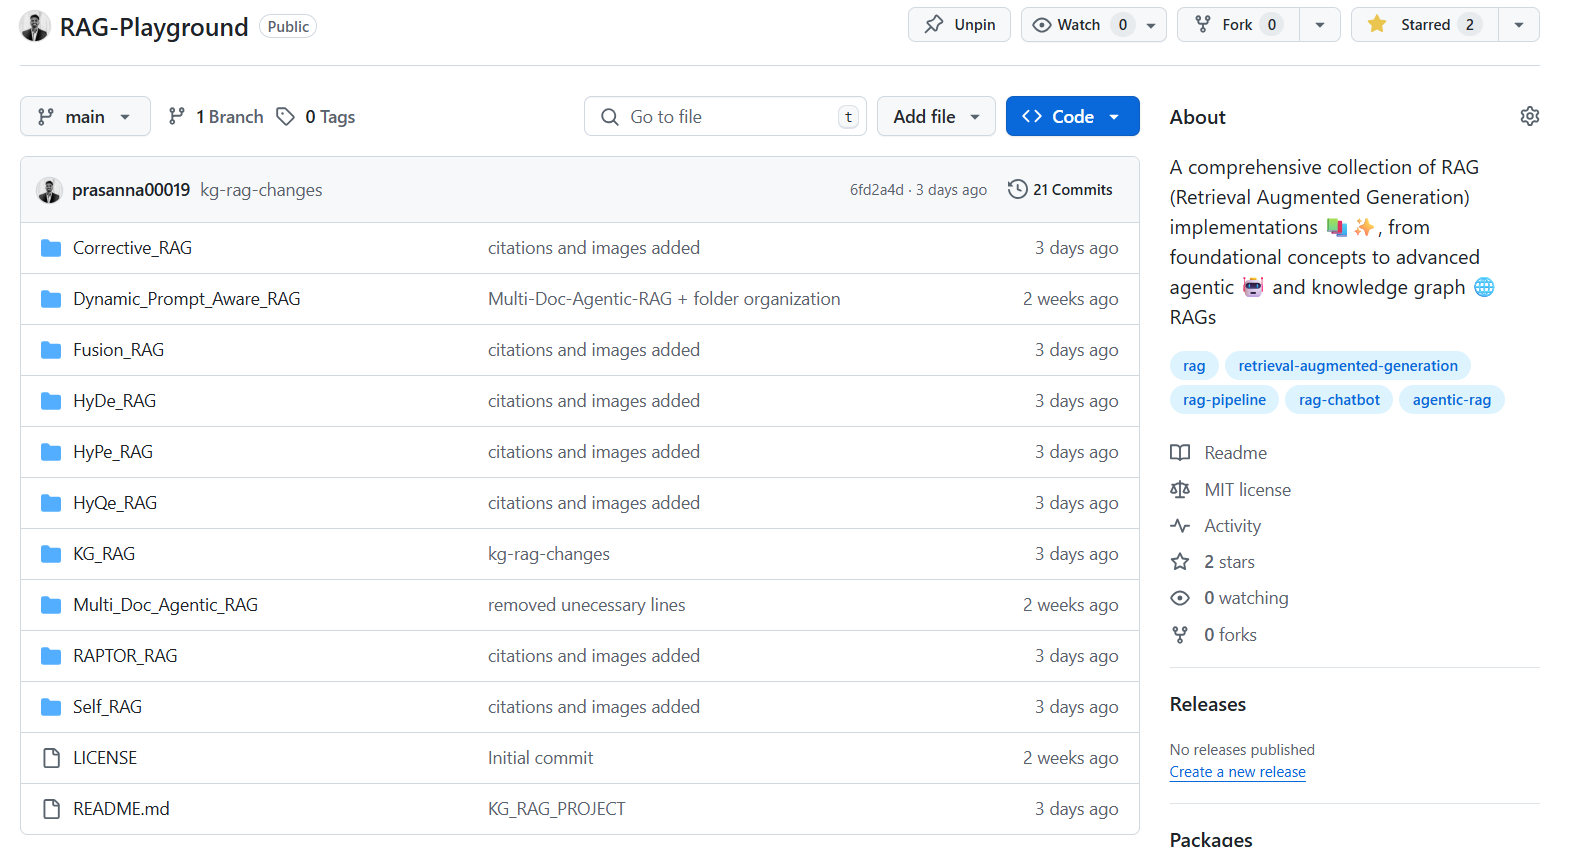 RAG-Playground Public Unpin Watch 0 Fork 0 Starred 2
main 1 Branch 0 Tags Go to file t Add file Code
prasanna00019 kg-rag-changes 6fd2a4d · 3 days ago 21 Commits
Corrective_RAG citations and images added 3 days ago
Dynamic_Prompt_Aware_RAG Multi-Doc-Agentic-RAG + folder organization 2 weeks ago
Fusion_RAG citations and images added 3 days ago
HyDe_RAG citations and images added 3 days ago
HyPe_RAG citations and images added 3 days ago
HyQe_RAG citations and images added 3 days ago
KG_RAG kg-rag-changes 3 days ago
Multi_Doc_Agentic_RAG removed unecessary lines 2 weeks ago
RAPTOR_RAG citations and images added 3 days ago
Self_RAG citations and images added 3 days ago
LICENSE Initial commit 2 weeks ago
README.md KG_RAG_PROJECT 3 days ago
About
A comprehensive collection of RAG
(Retrieval Augmented Generation)
implementations 📚 ✨, from
foundational concepts to advanced
agentic 🤖 and knowledge graph 🌐
RAGs
rag retrieval-augmented-generation
rag-pipeline rag-chatbot agentic-rag
Readme
MIT license
Activity
2 stars
0 watching
0 forks
Releases
No releases published
Create a new release
Packages